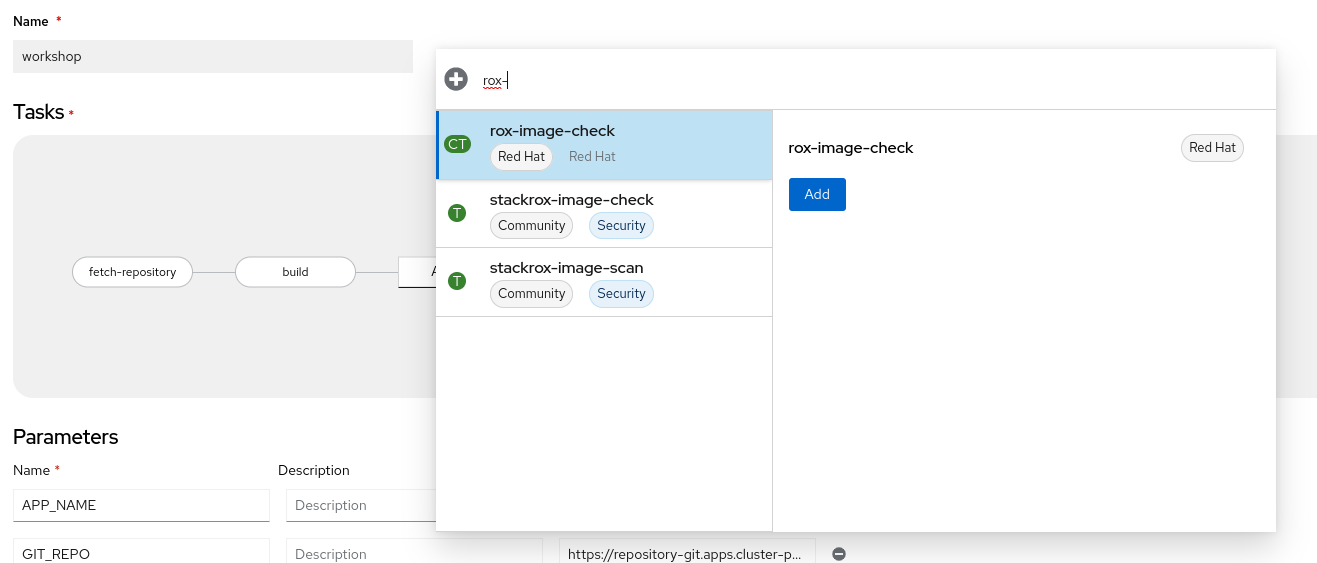 Name *
workshop
rox-
Tasks *
CT
rox-image-check
Red Hat Red Hat
T
stackrox-image-check
Community Security
T
stackrox-image-scan
Community Security
rox-image-check
Red Hat
Add
fetch-repository build A
Parameters
Name * Description
APP_NAME Description
GIT_REPO Description https://repository-git.apps.cluster-p...